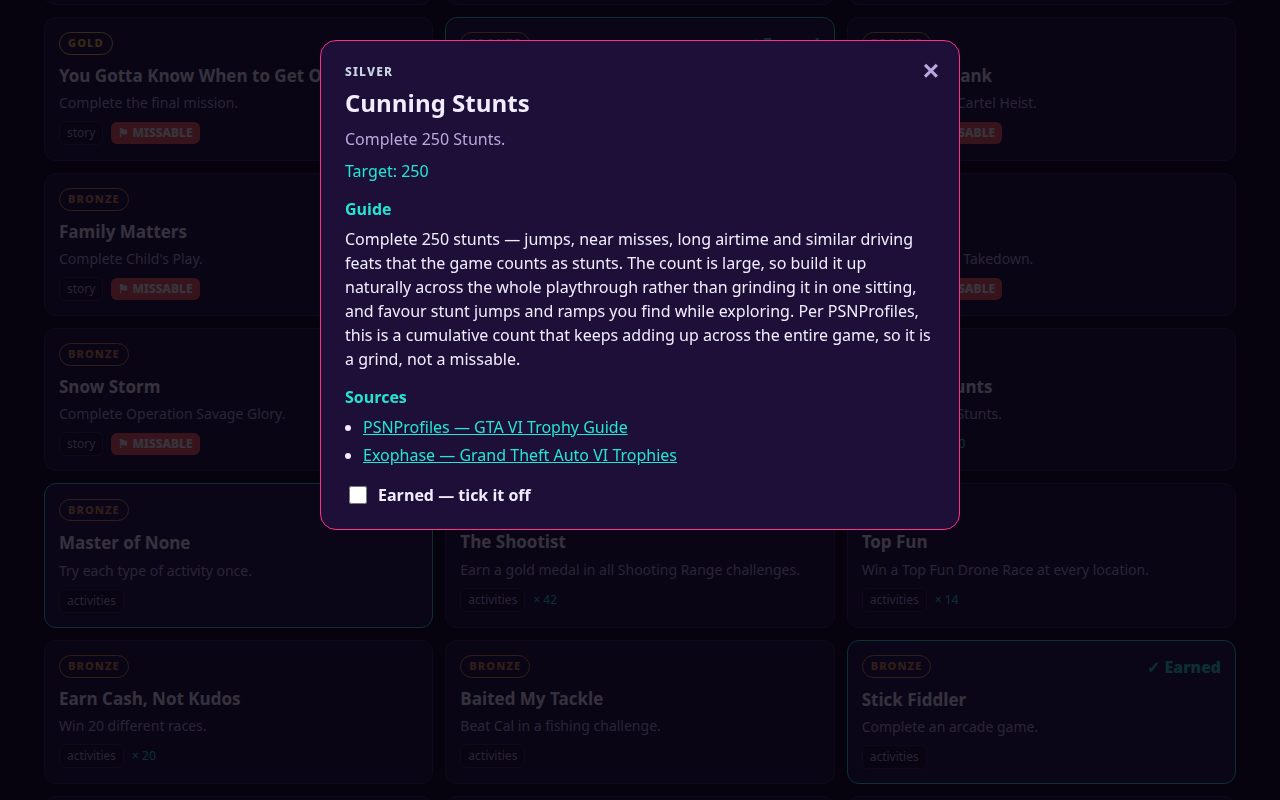 GOLD
You Gotta Know When to Get O
Complete the final mission.
story ⚑ MISSABLE
ank
Cartel Heist.
SABLE
SILVER
×
Cunning Stunts
Complete 250 Stunts.
Target: 250
Guide
Complete 250 stunts — jumps, near misses, long airtime and similar driving
feats that the game counts as stunts. The count is large, so build it up
naturally across the whole playthrough rather than grinding it in one sitting,
and favour stunt jumps and ramps you find while exploring. Per PSNProfiles,
this is a cumulative count that keeps adding up across the entire game, so it is
a grind, not a missable.
Sources
• PSNProfiles — GTA VI Trophy Guide
• Exophase — Grand Theft Auto VI Trophies
Earned — tick it off
BRONZE
Family Matters
Complete Child's Play.
story ⚑ MISSABLE
Takedown.
SABLE
BRONZE
Snow Storm
Complete Operation Savage Glory.
story ⚑ MISSABLE
unts
Stunts.
BRONZE
Master of None
Try each type of activity once.
activities
The Shootist
Earn a gold medal in all Shooting Range challenges.
activities × 42
Top Fun
Win a Top Fun Drone Race at every location.
activities × 14
BRONZE
Earn Cash, Not Kudos
Win 20 different races.
activities × 20
BRONZE
Baited My Tackle
Beat Cal in a fishing challenge.
activities
BRONZE
✓ Earned
Stick Fiddler
Complete an arcade game.
activities